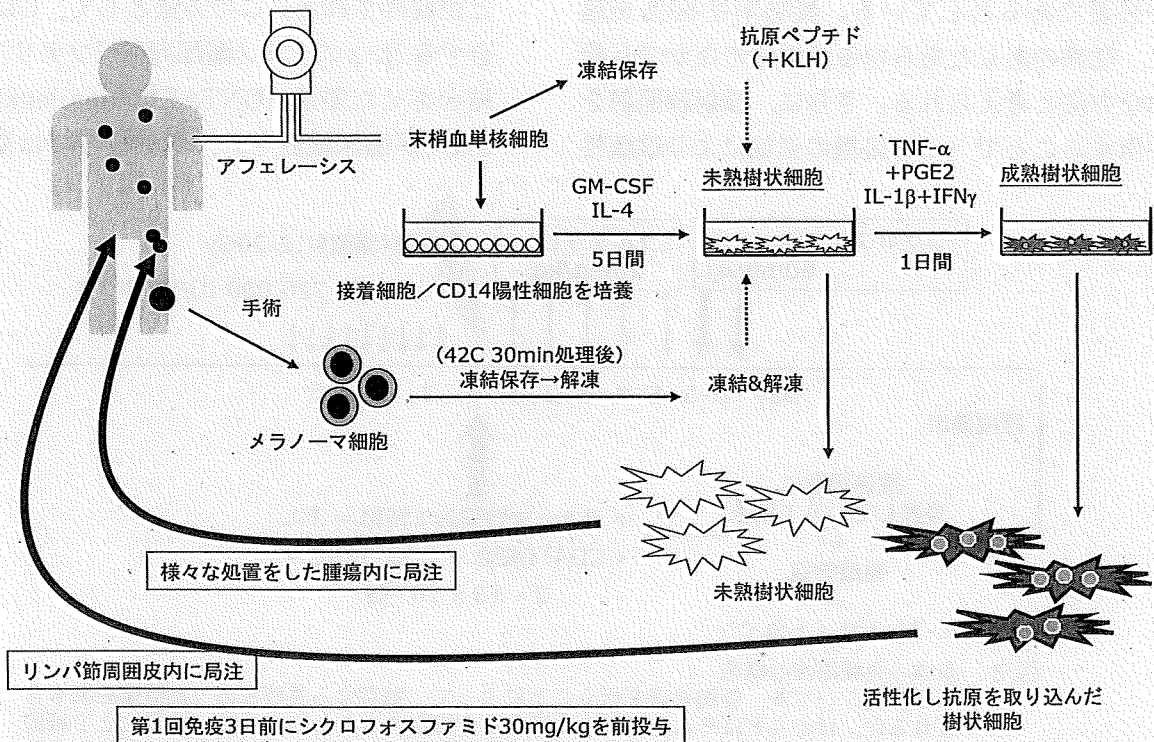 抗原ペプチド
（＋KLH）
凍結保存
末梢血単核細胞
アフェレーシス
GM-CSF
IL-4
5日間
未熟樹状細胞
TNF-α
+PGE2
IL-1β+IFNγ
1日間
成熟樹状細胞
接着細胞／CD14陽性細胞を培養
手術
（42C 30min処理後）
凍結保存→解凍
凍結&解凍
メラノーマ細胞
様々な処置をした腫瘍内に局注
未熟樹状細胞
リンパ節周囲皮内に局注
活性化し抗原を取り込んだ
樹状細胞
第1回免疫3日前にシクロフォスファミド30mg/kgを前投与